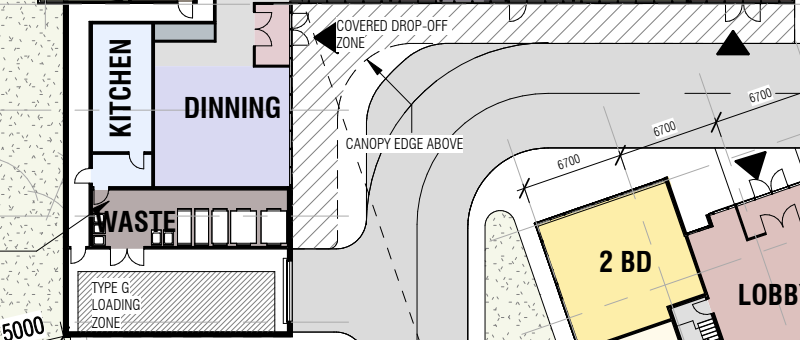 COVERED DROP-OFF
ZONE
KITCHEN
DINNING
CANOPY EDGE ABOVE
6700
6700
6700
WASTE
2 BD
LOBB
TYPE G
LOADING
ZONE
5000